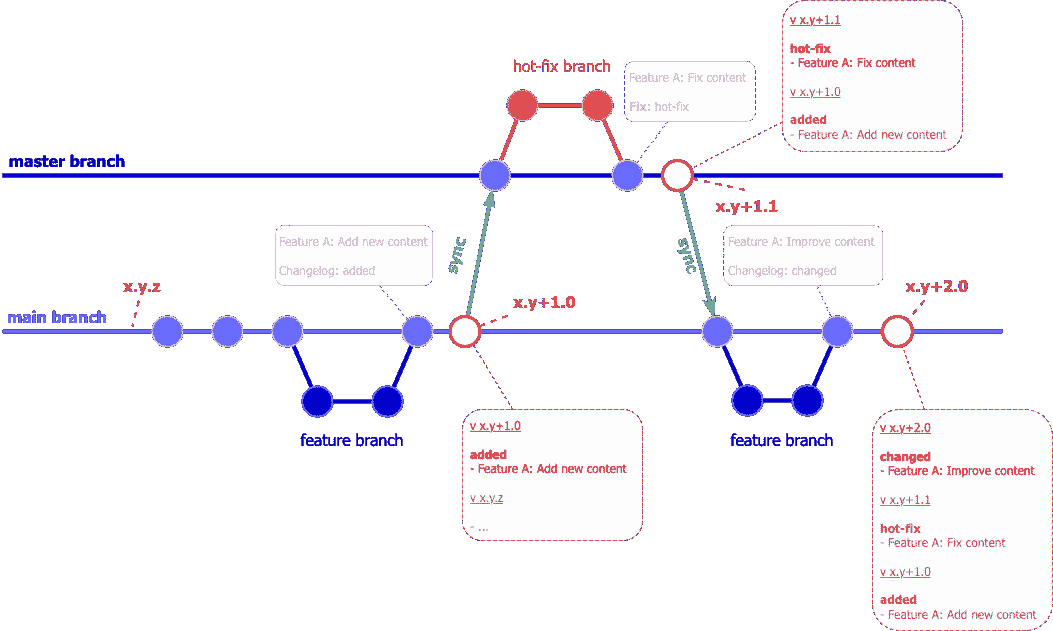 v x.y+1.1
hot-fix
- Feature A: Fix content
v x.y+1.0
added
- Feature A: Add new content
hot-fix branch
Feature A: Fix content
Fix: hot-fix
master branch
x.y+1.1
sync
sync
Feature A: Add new content
Changelog: added
Feature A: Improve content
Changelog: changed
x.y.z
x.y+1.0
x.y+2.0
main branch
feature branch
feature branch
v x.y+1.0
added
- Feature A: Add new content
v x.y.z
- ...
v x.y+2.0
changed
- Feature A: Improve content
v x.y+1.1
hot-fix
- Feature A: Fix content
v x.y+1.0
added
- Feature A: Add new content